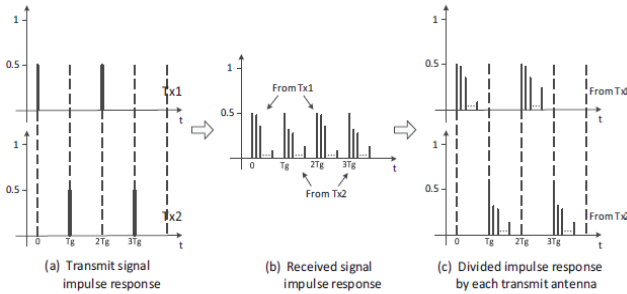 1
0.5
Tx1
t
1
0.5
Tx2
0 Tg 2Tg 3Tg t
(a) Transmit signal
impulse response
1
From Tx1
0.5
0 Tg 2Tg 3Tg t
From Tx2
(b) Received signal
impulse response
1
0.5
From Tx1
t
1
0.5
From Tx2
0 Tg 2Tg 3Tg t
(c) Divided impulse response
by each transmit antenna